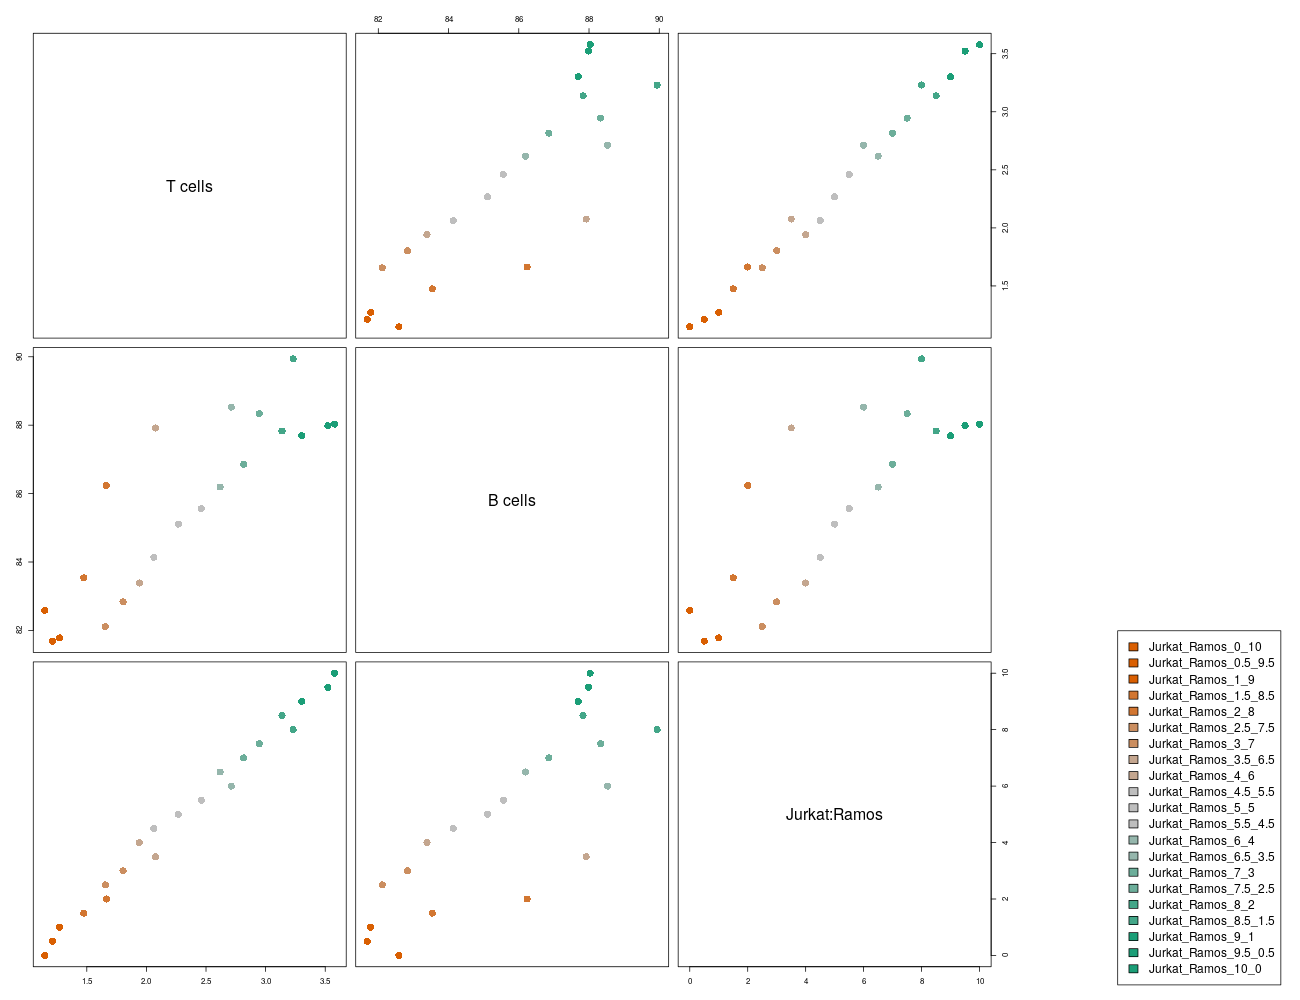 82 84 86 88 90
T cells
3.5
3.0
2.5
2.0
1.5
90
88
86
84
82
B cells
Jurkat:Ramos
10
8
6
4
2
0
1.5 2.0 2.5 3.0 3.5
0 2 4 6 8 10
Jurkat_Ramos_0_10
Jurkat_Ramos_0.5_9.5
Jurkat_Ramos_1_9
Jurkat_Ramos_1.5_8.5
Jurkat_Ramos_2_8
Jurkat_Ramos_2.5_7.5
Jurkat_Ramos_3_7
Jurkat_Ramos_3.5_6.5
Jurkat_Ramos_4_6
Jurkat_Ramos_4.5_5.5
Jurkat_Ramos_5_5
Jurkat_Ramos_5.5_4.5
Jurkat_Ramos_6_4
Jurkat_Ramos_6.5_3.5
Jurkat_Ramos_7_3
Jurkat_Ramos_7.5_2.5
Jurkat_Ramos_8_2
Jurkat_Ramos_8.5_1.5
Jurkat_Ramos_9_1
Jurkat_Ramos_9.5_0.5
Jurkat_Ramos_10_0